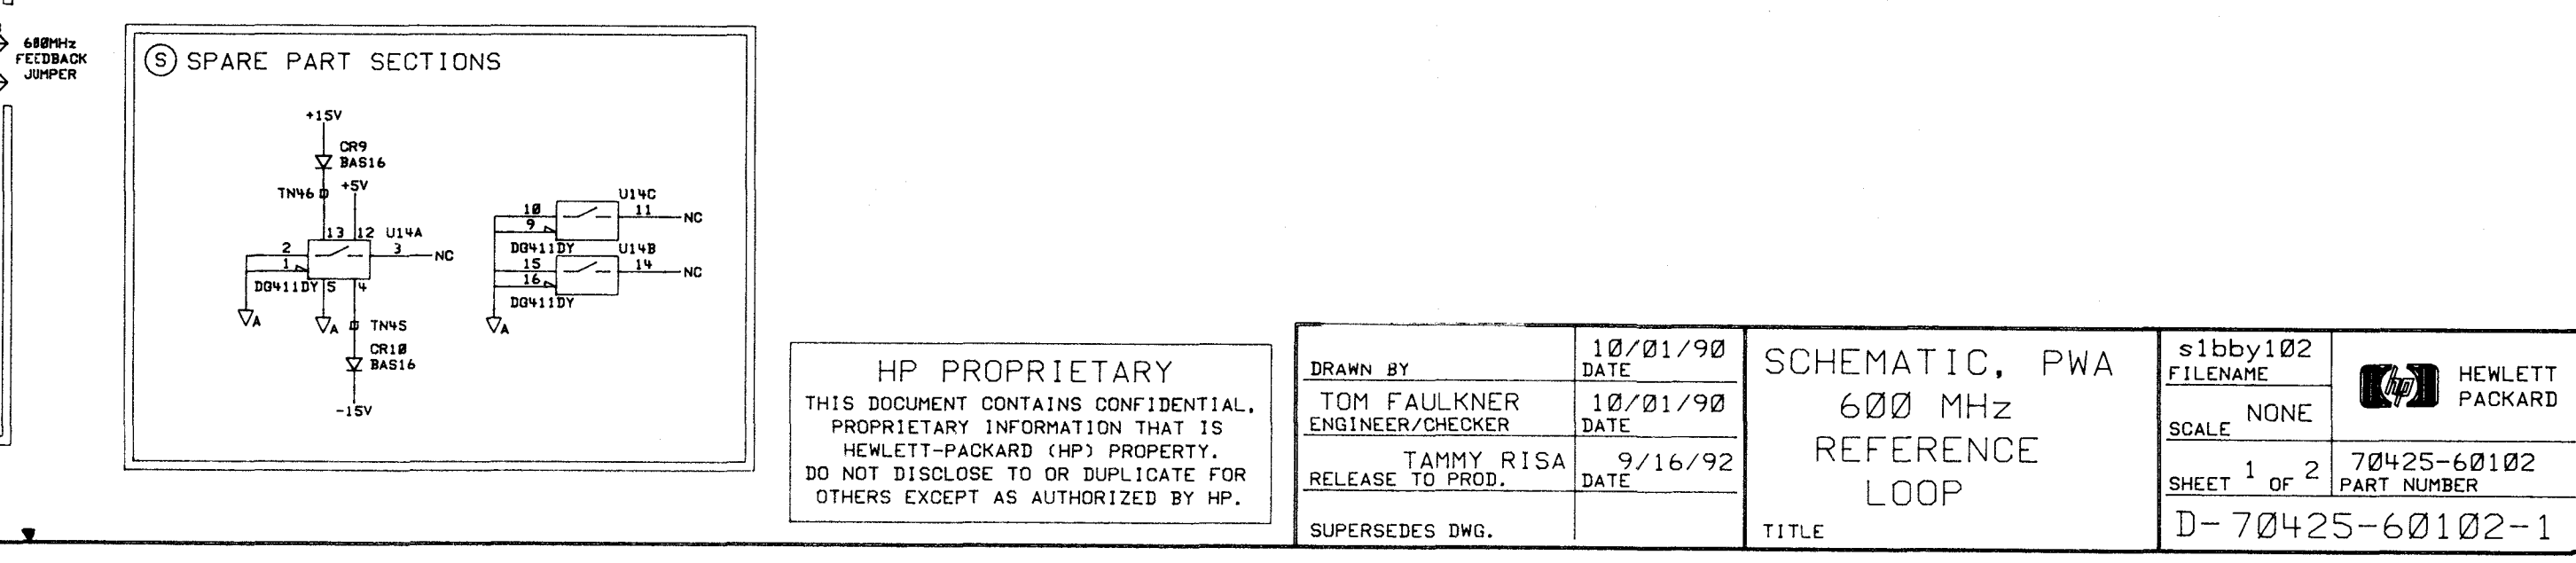 600MHz
FEEDBACK
JUMPER
S SPARE PART SECTIONS
+15V
CR9
BAS16
TN46
+5V
13 12 U14A
2
3
NC
1
DG411DY 5 4
A
A
TN45
CR10
BAS16
-15V
U14C
10
11
NC
9
DG411DY
U14B
15
14
NC
16
DG411DY
A
HP PROPRIETARY
THIS DOCUMENT CONTAINS CONFIDENTIAL,
PROPRIETARY INFORMATION THAT IS
HEWLETT-PACKARD (HP) PROPERTY.
DO NOT DISCLOSE TO OR DUPLICATE FOR
OTHERS EXCEPT AS AUTHORIZED BY HP.
DRAWN BY
10/01/90
DATE
TOM FAULKNER
ENGINEER/CHECKER
10/01/90
DATE
TAMMY RISA
RELEASE TO PROD.
9/16/92
DATE
SUPERSEDES DWG.
SCHEMATIC, PWA
600 MHz
REFERENCE
LOOP
TITLE
s1bby102
FILENAME
NONE
SCALE
SHEET 1 OF 2
hp
HEWLETT
PACKARD
70425-60102
PART NUMBER
D-70425-60102-1